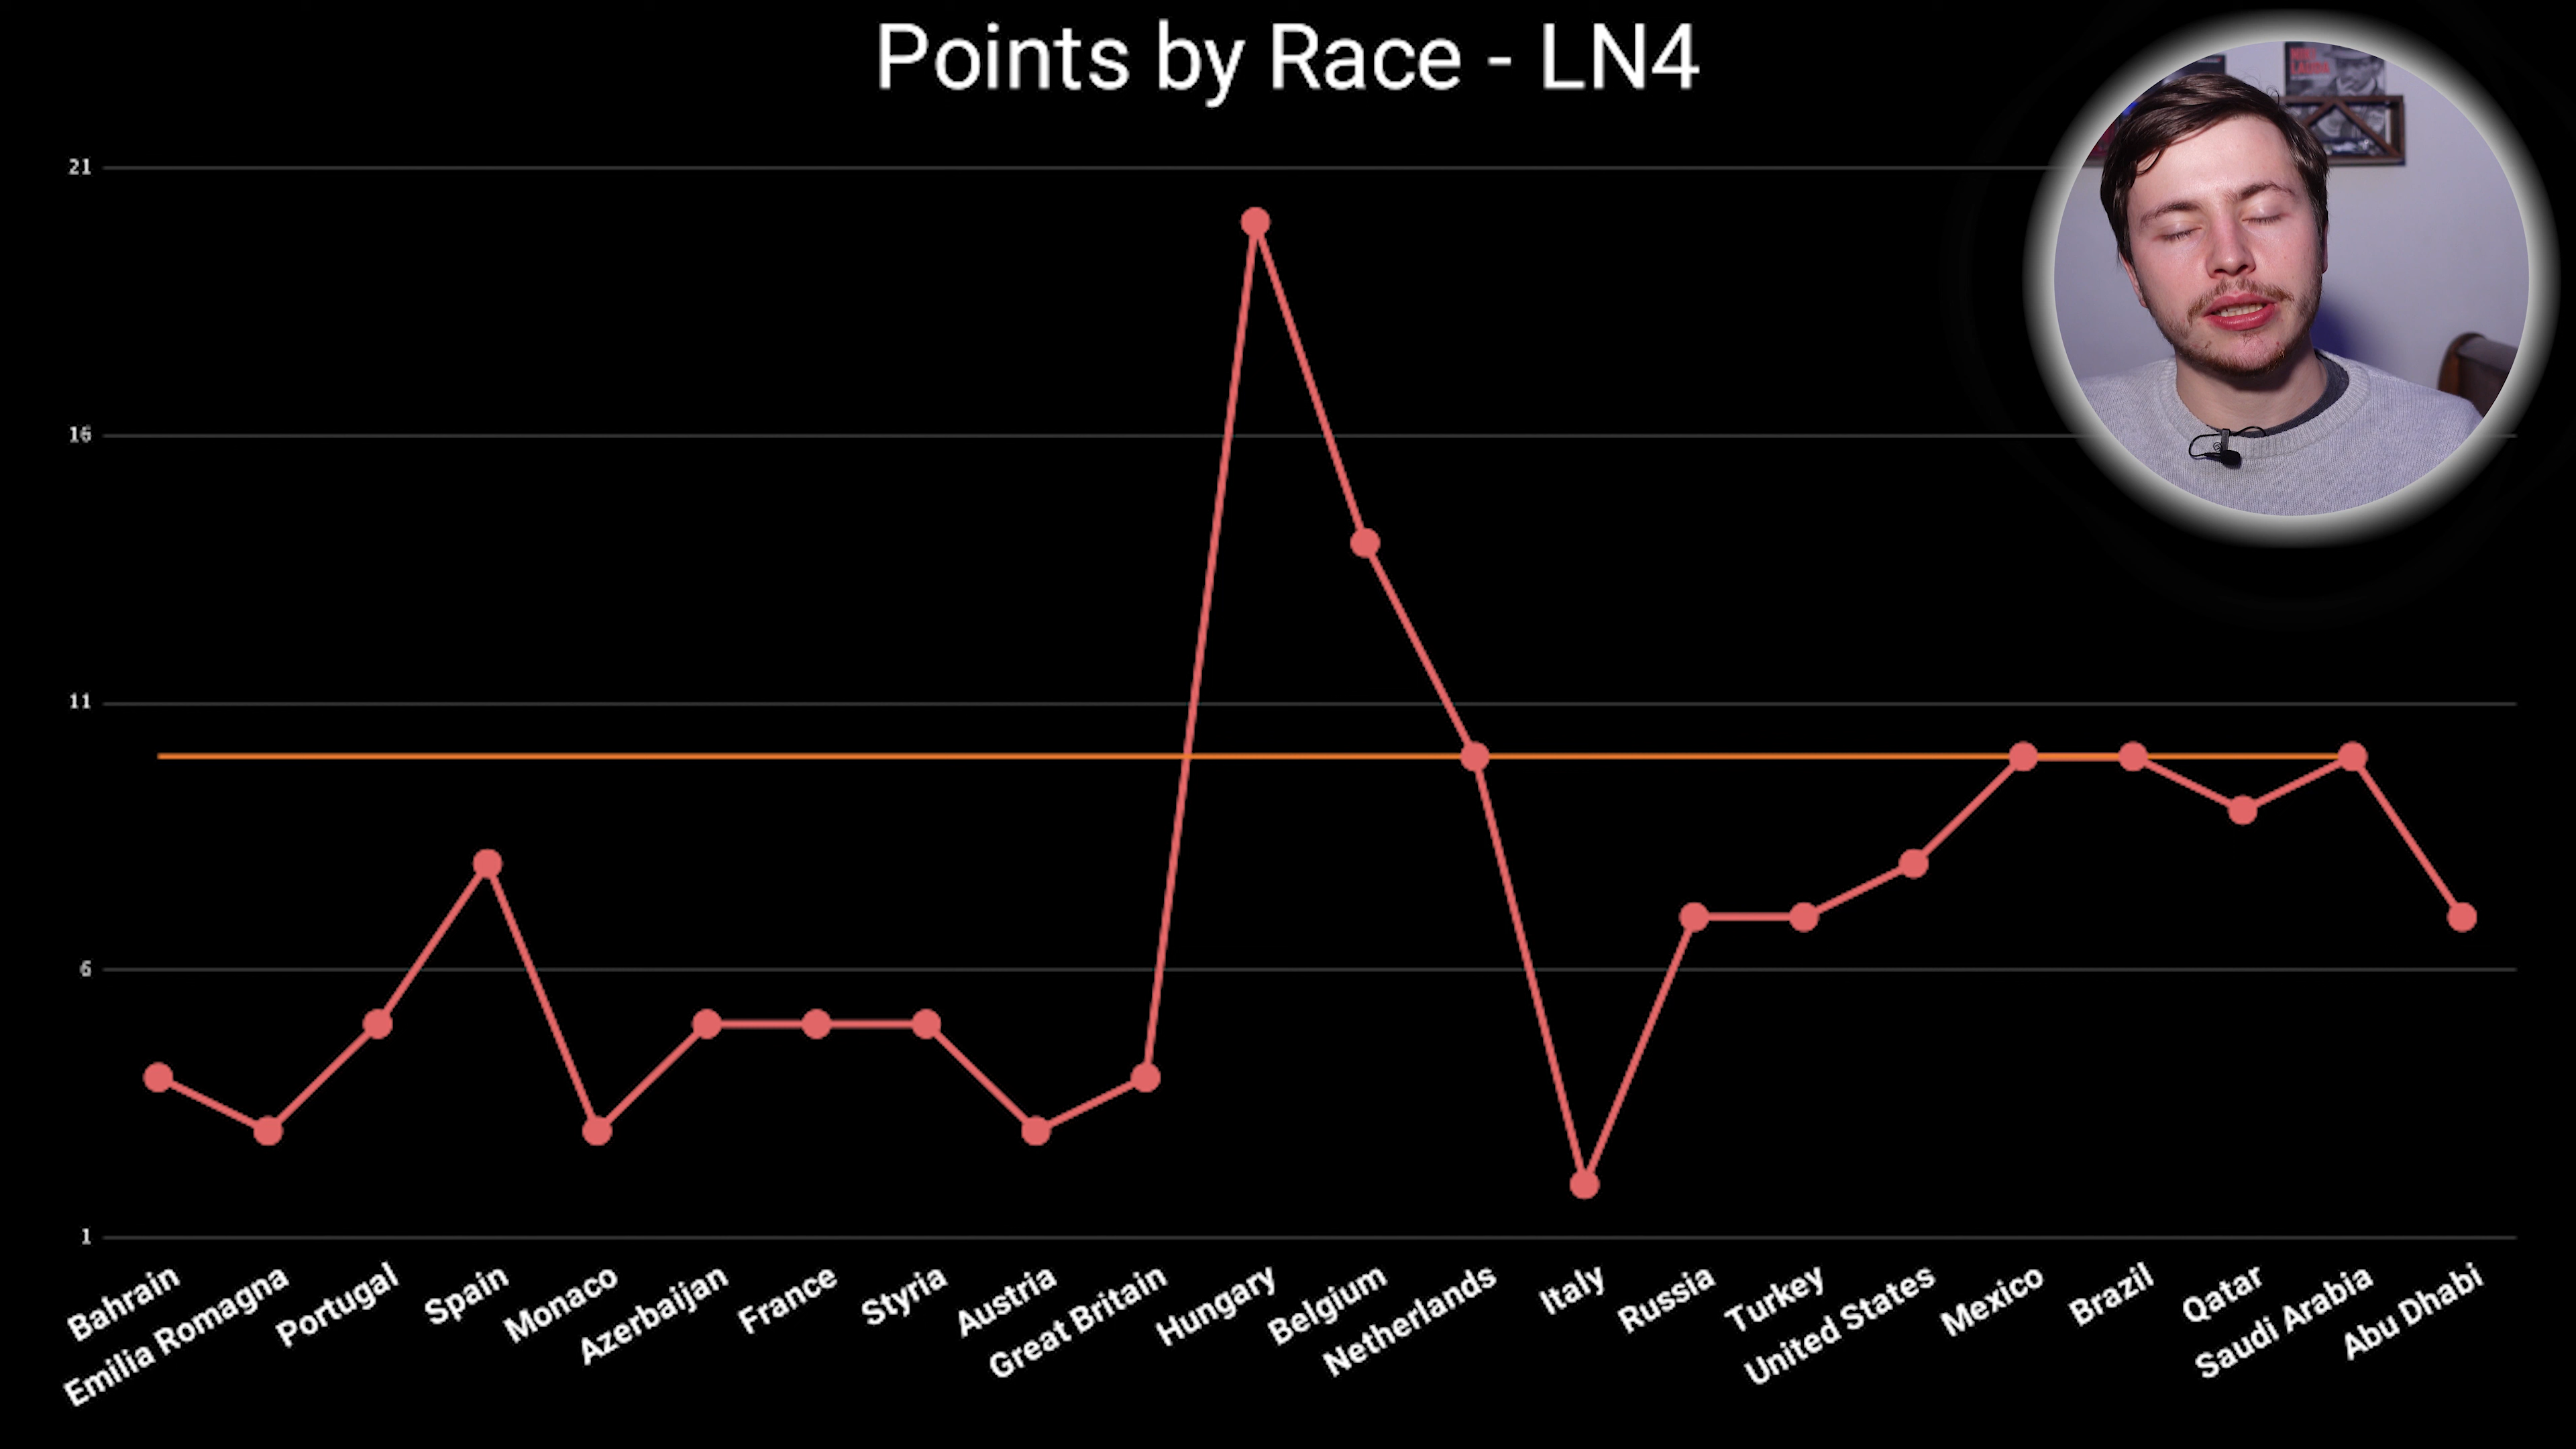 Points by Race - LN4
21
16
11
6
1
Bahrain
Emilia Romagna
Portugal
Spain
Monaco
Azerbaijan
France
Styria
Austria
Great Britain
Hungary
Belgium
Netherlands
Italy
Russia
Turkey
United States
Mexico
Brazil
Qatar
Saudi Arabia
Abu Dhabi